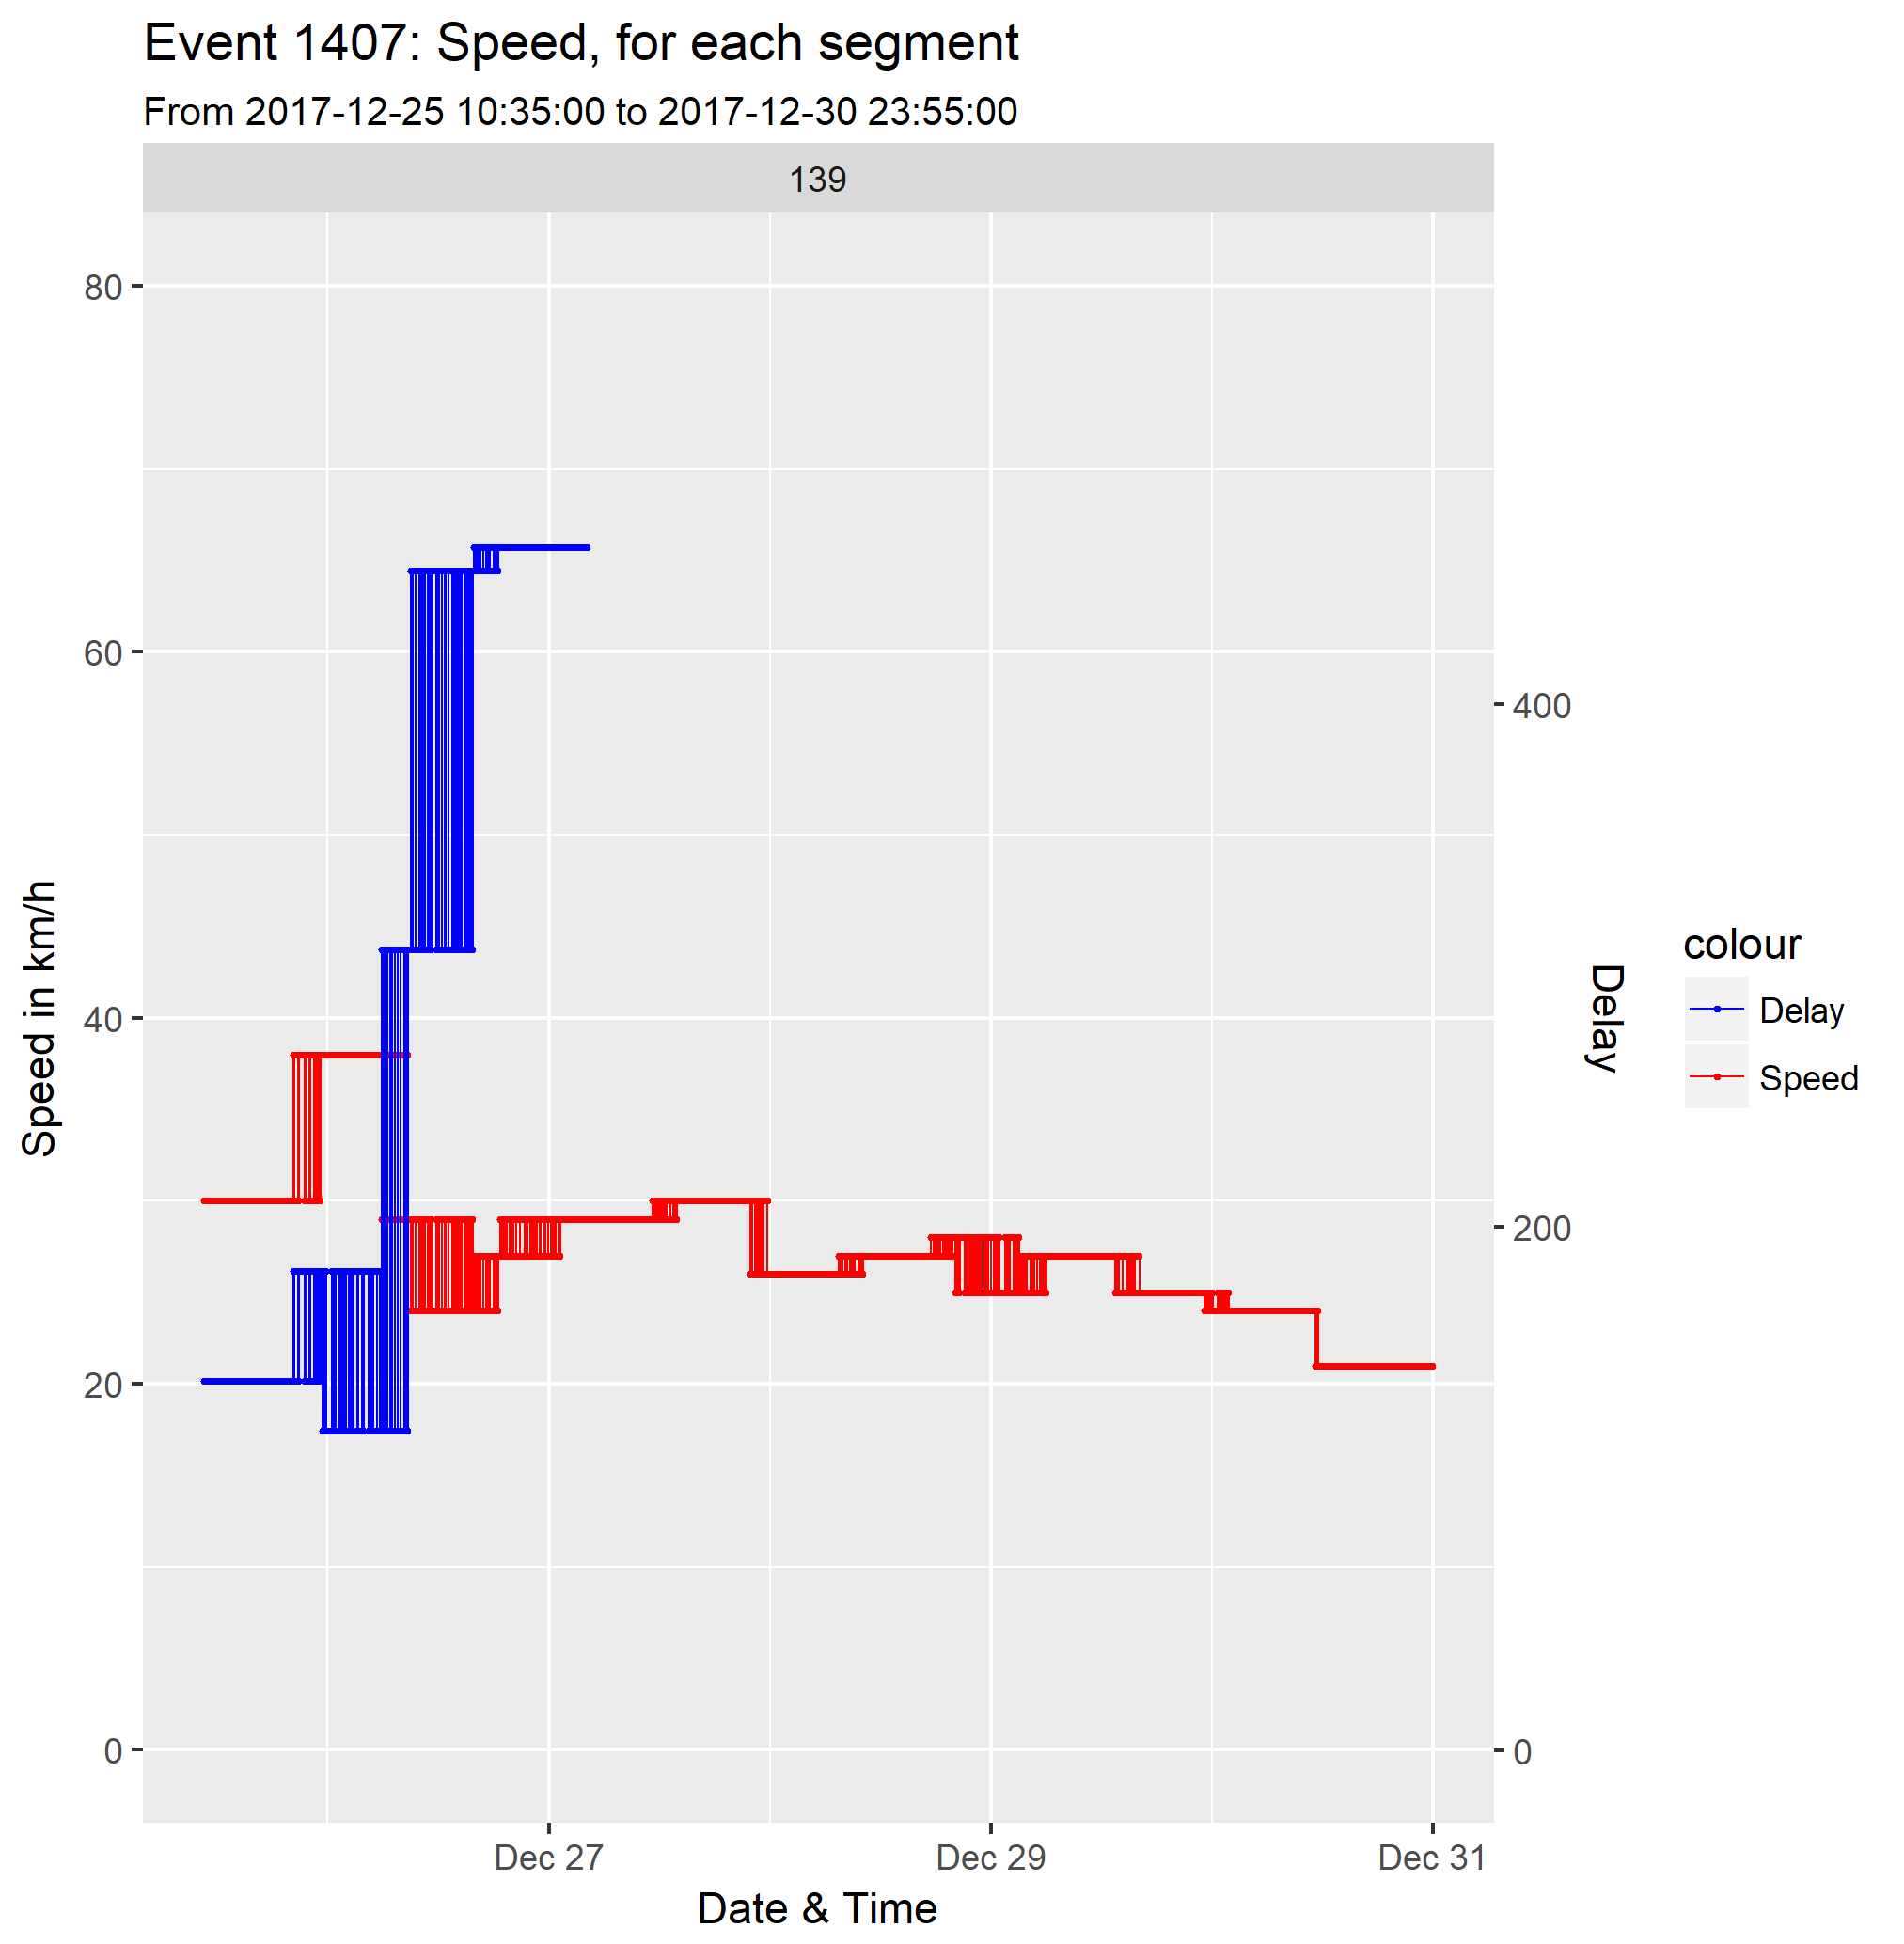 Event 1407: Speed, for each segment
From 2017-12-25 10:35:00 to 2017-12-30 23:55:00
139
80
60
40
20
0
Speed in km/h
400
200
0
Delay
colour
Delay
Speed
Dec 27
Dec 29
Dec 31
Date & Time